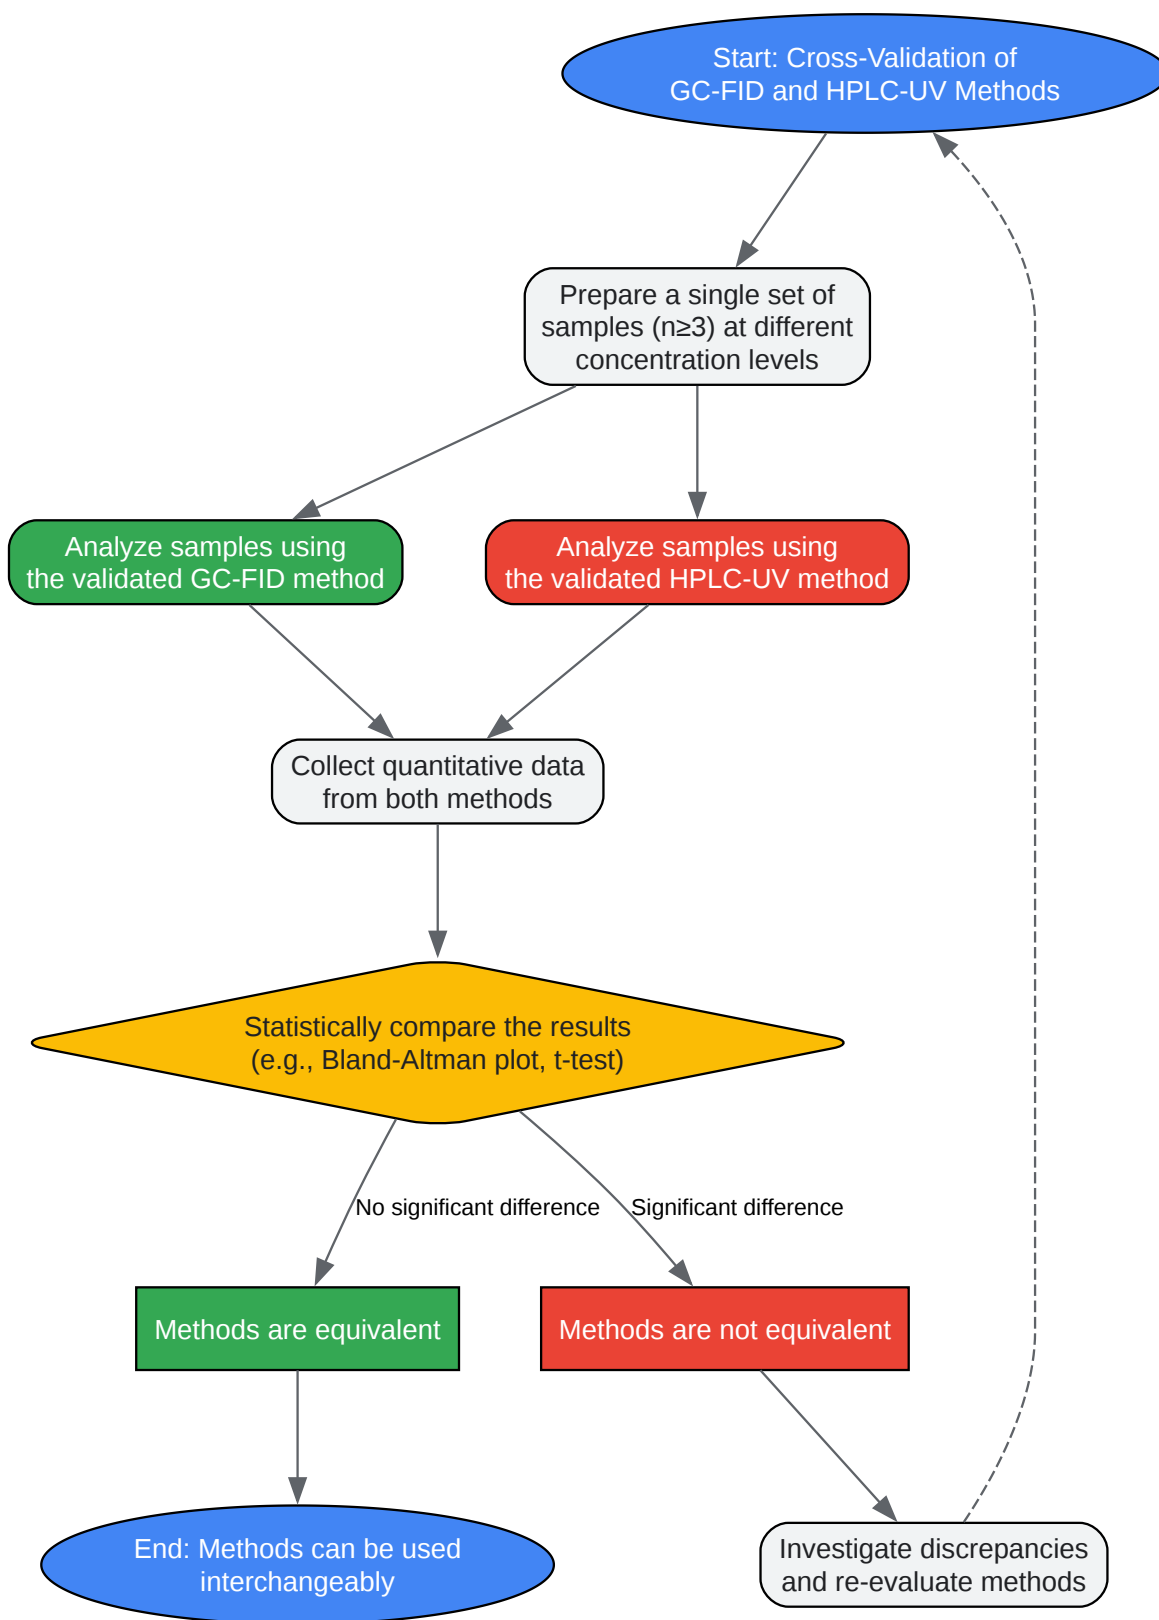 Start: Cross-Validation of
GC-FID and HPLC-UV Methods
Prepare a single set of
samples (n≥3) at different
concentration levels
Analyze samples using
the validated GC-FID method
Analyze samples using
the validated HPLC-UV method
Collect quantitative data
from both methods
Statistically compare the results
(e.g., Bland-Altman plot, t-test)
No significant difference
Significant difference
Methods are equivalent
Methods are not equivalent
End: Methods can be used
interchangeably
Investigate discrepancies
and re-evaluate methods